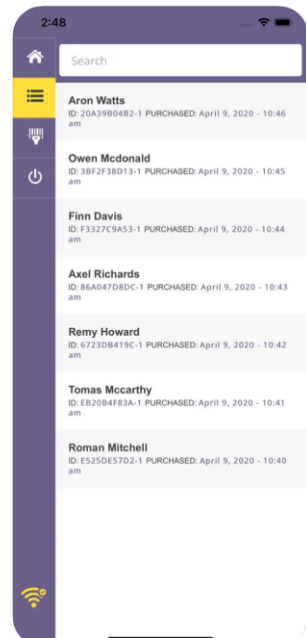 2:48
Search
Aron Watts
ID: 20A39B04B2-1 PURCHASED: April 9, 2020 - 10:46
am
Owen Mcdonald
ID: 3BF2F38D13-1 PURCHASED: April 9, 2020 - 10:45
am
Finn Davis
ID: F3327C9A53-1 PURCHASED: April 9, 2020 - 10:44
am
Axel Richards
ID: 86A047D8DC-1 PURCHASED: April 9, 2020 - 10:43
am
Remy Howard
ID: 6723DB419C-1 PURCHASED: April 9, 2020 - 10:42
am
Tomas Mccarthy
ID: EB20B4F83A-1 PURCHASED: April 9, 2020 - 10:41
am
Roman Mitchell
ID: E525DE57D2-1 PURCHASED: April 9, 2020 - 10:40
am